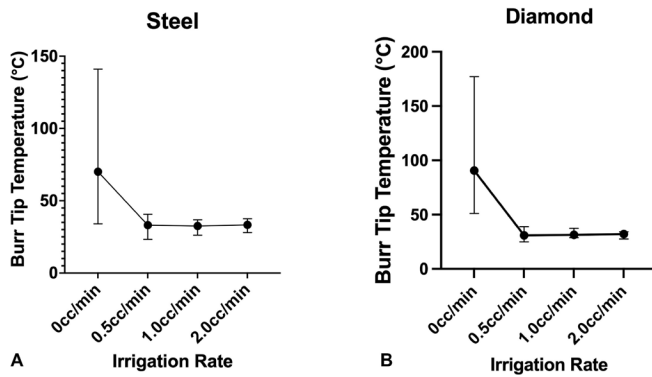 Steel
Burr Tip Temperature (°C)
150
100
50
0
0cc/min
0.5cc/min
1.0cc/min
2.0cc/min
Irrigation Rate
A
Diamond
Burr Tip Temperature (°C)
200
150
100
50
0
0cc/min
0.5cc/min
1.0cc/min
2.0cc/min
Irrigation Rate
B